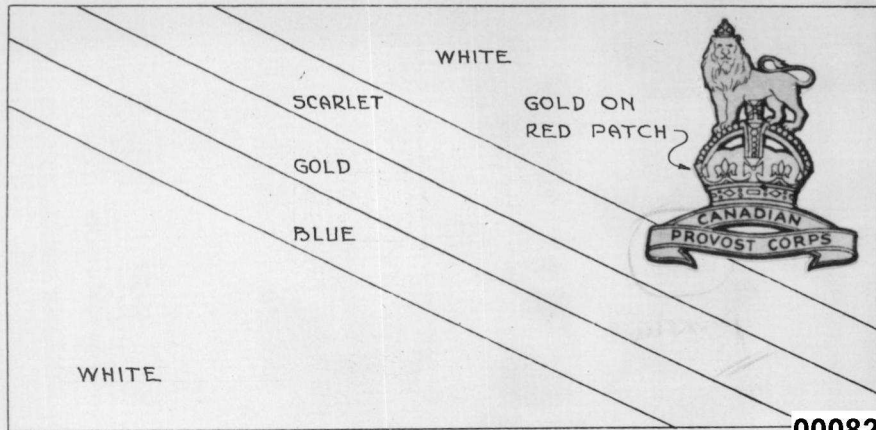 WHITE
SCARLET
GOLD ON
RED PATCH
GOLD
CANADIAN
PROVOST CORPS
BLUE
WHITE
00082